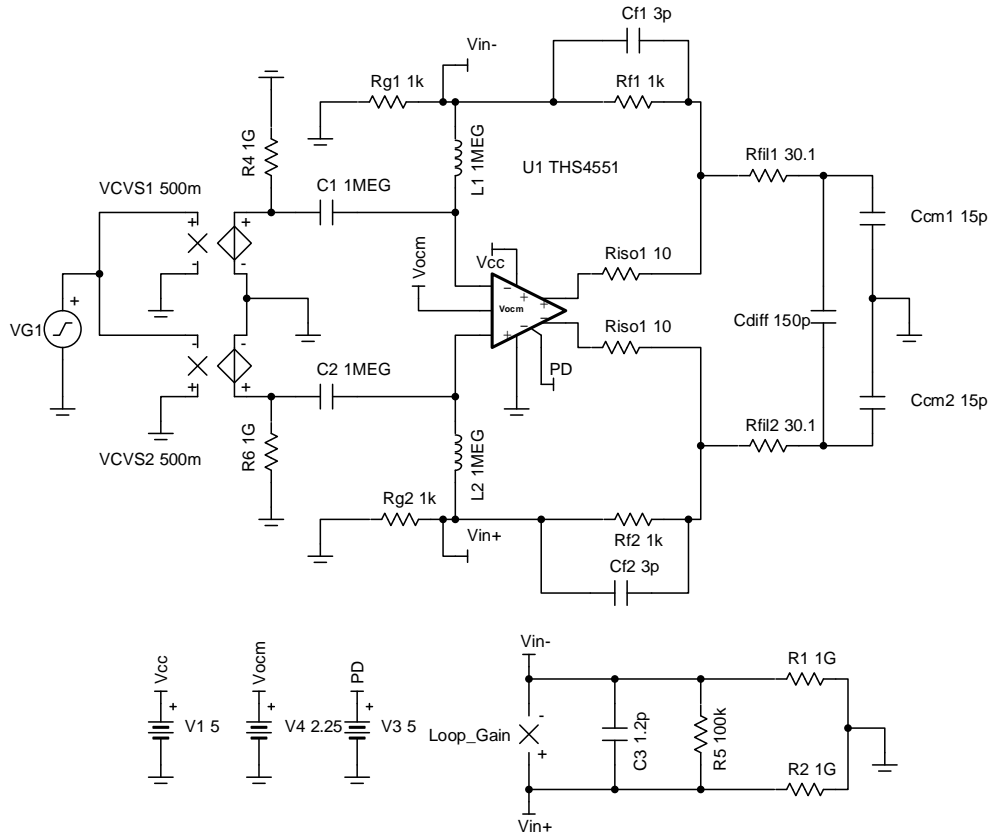 Cf1 3p
Vin-
Rg1 1k
Rf1 1k
R4 1G
L1 1MEG
U1 THS4551
Rfil1 30.1
VCVS1 500m
C1 1MEG
+
-
+
-
Ccm1 15p
Vocm
Vcc
Riso1 10
-
+
+
Vocm
+
-
-
VG1
+
Cdiff 150p
Riso1 10
PD
-
+
-
+
C2 1MEG
Ccm2 15p
Rfil2 30.1
VCVS2 500m
R6 1G
L2 1MEG
Rg2 1k
Vin+
Rf2 1k
Cf2 3p
Vcc
+
V1 5
Vocm
+
V4 2.25
PD
+
V3 5
Vin-
R1 1G
Loop_Gain
-
+
C3 1.2p
R5 100k
R2 1G
Vin+